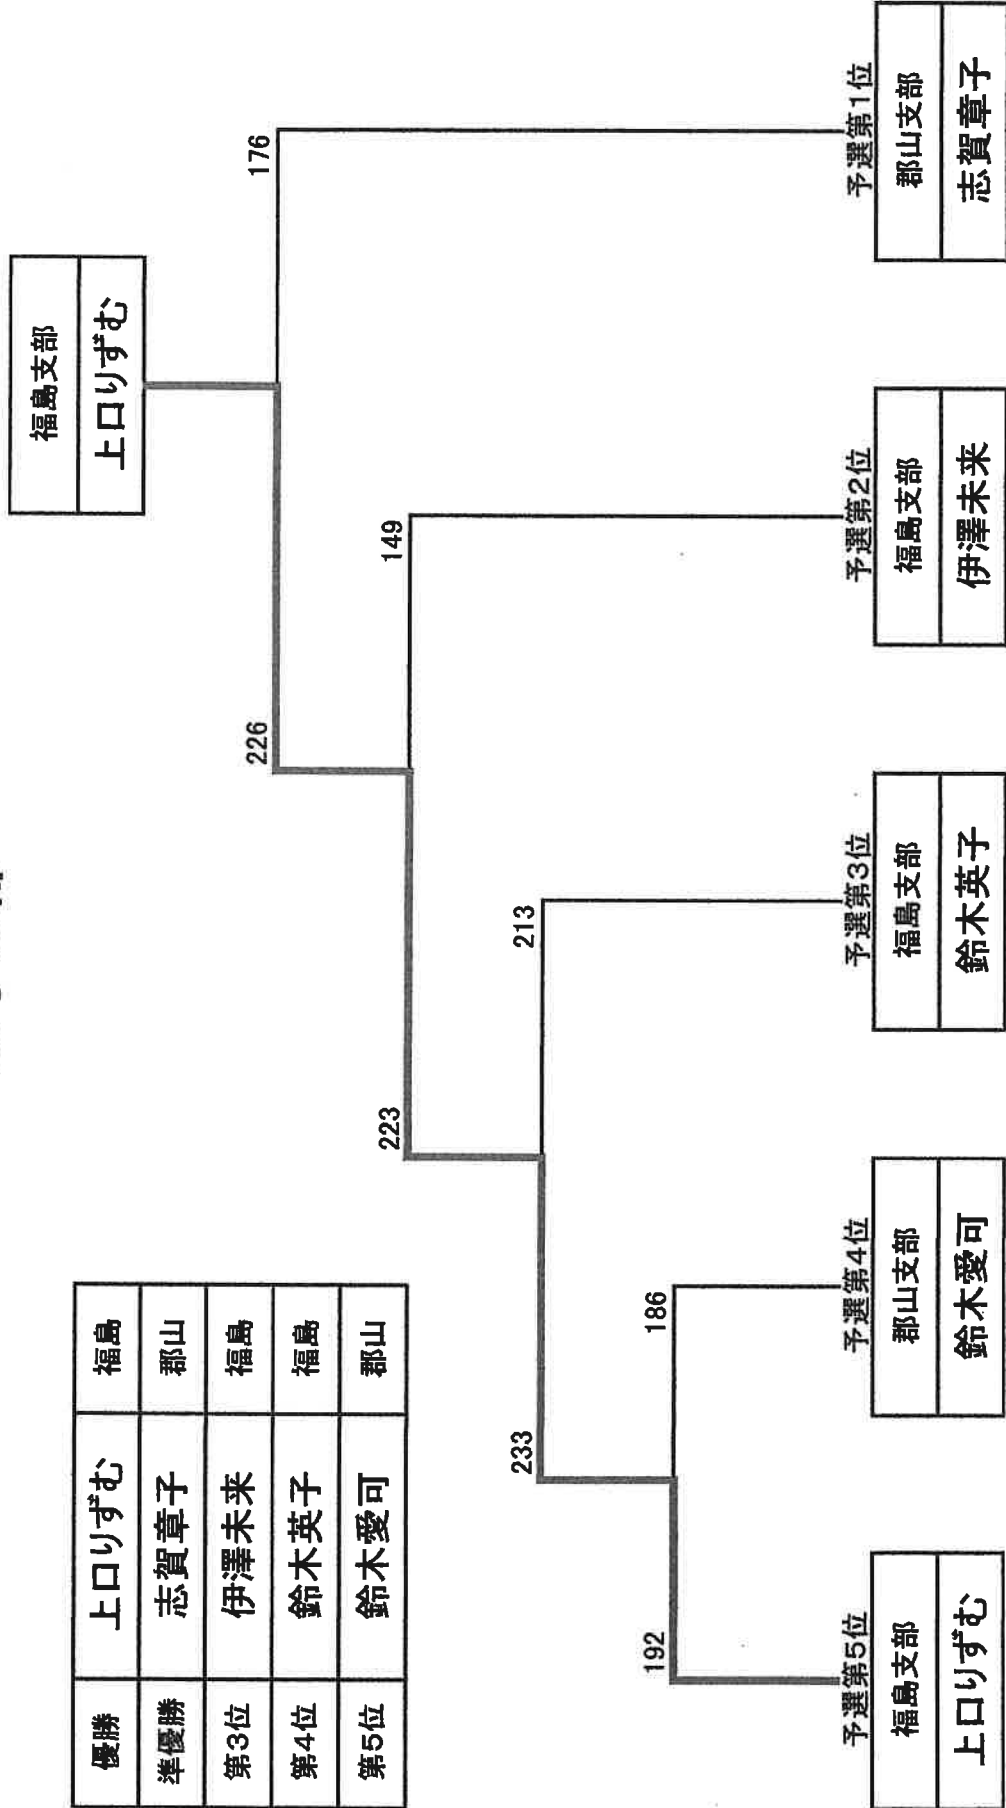 福島支部
上口りずむ
優勝 上口りずむ 福島
準優勝 志賀章子 郡山
第3位 伊澤未来 福島
第4位 鈴木英子 福島
第5位 鈴木愛可 郡山
226 176
223 149
233 213
192 186
予選第5位 予選第4位 予選第3位 予選第2位 予選第1位
福島支部 郡山支部 福島支部 福島支部 郡山支部
上口りずむ 鈴木愛可 鈴木英子 伊澤未来 志賀章子